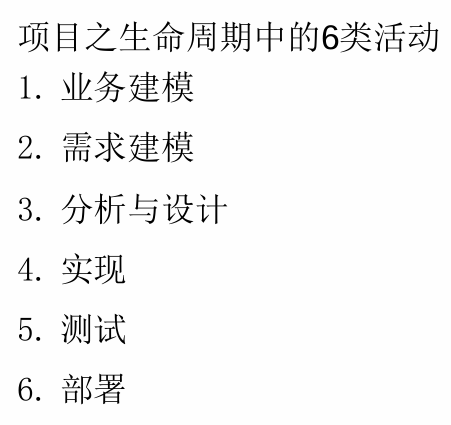 项目之生命周期中的6类活动
1. 业务建模
2. 需求建模
3. 分析与设计
4. 实现
5. 测试
6. 部署